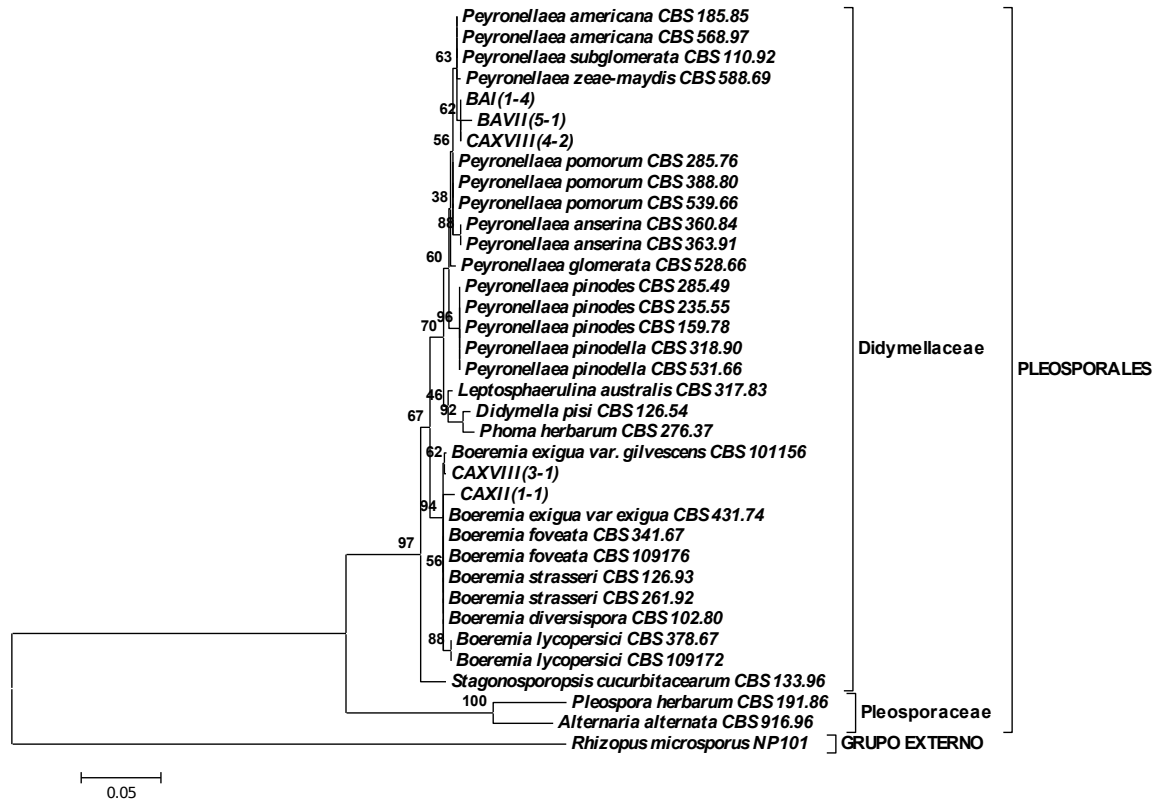 Peyronellaea americana CBS 185.85
Peyronellaea americana CBS 568.97
63
Peyronellaea subglomerata CBS 110.92
Peyronellaea zeae-maydis CBS 588.69
BAI(1-4)
62
BAVII(5-1)
56
CAXVIII(4-2)
Peyronellaea pomorum CBS 285.76
Peyronellaea pomorum CBS 388.80
38
Peyronellaea pomorum CBS 539.66
88
Peyronellaea anserina CBS 360.84
Peyronellaea anserina CBS 363.91
60
Peyronellaea glomerata CBS 528.66
Peyronellaea pinodes CBS 285.49
Peyronellaea pinodes CBS 235.55
96
70
Peyronellaea pinodes CBS 159.78
Peyronellaea pinodella CBS 318.90
Didymellaceae
Peyronellaea pinodella CBS 531.66
PLEOSPORALES
46
Leptosphaerulina australis CBS 317.83
67
92
Didymella pisi CBS 126.54
Phoma herbarum CBS 276.37
62
Boeremia exigua var. gilvescens CBS 101156
CAXVIII(3-1)
CAXII(1-1)
94
Boeremia exigua var exigua CBS 431.74
Boeremia foveata CBS 341.67
97
Boeremia foveata CBS 109176
56
Boeremia strasseri CBS 126.93
Boeremia strasseri CBS 261.92
Boeremia diversispora CBS 102.80
88
Boeremia lycopersici CBS 378.67
Boeremia lycopersici CBS 109172
Stagonosporopsis cucurbitacearum CBS 133.96
100
Pleospora herbarum CBS 191.86
Pleosporaceae
Alternaria alternata CBS 916.96
Rhizopus microsporus NP101
GRUPO EXTERNO
0.05